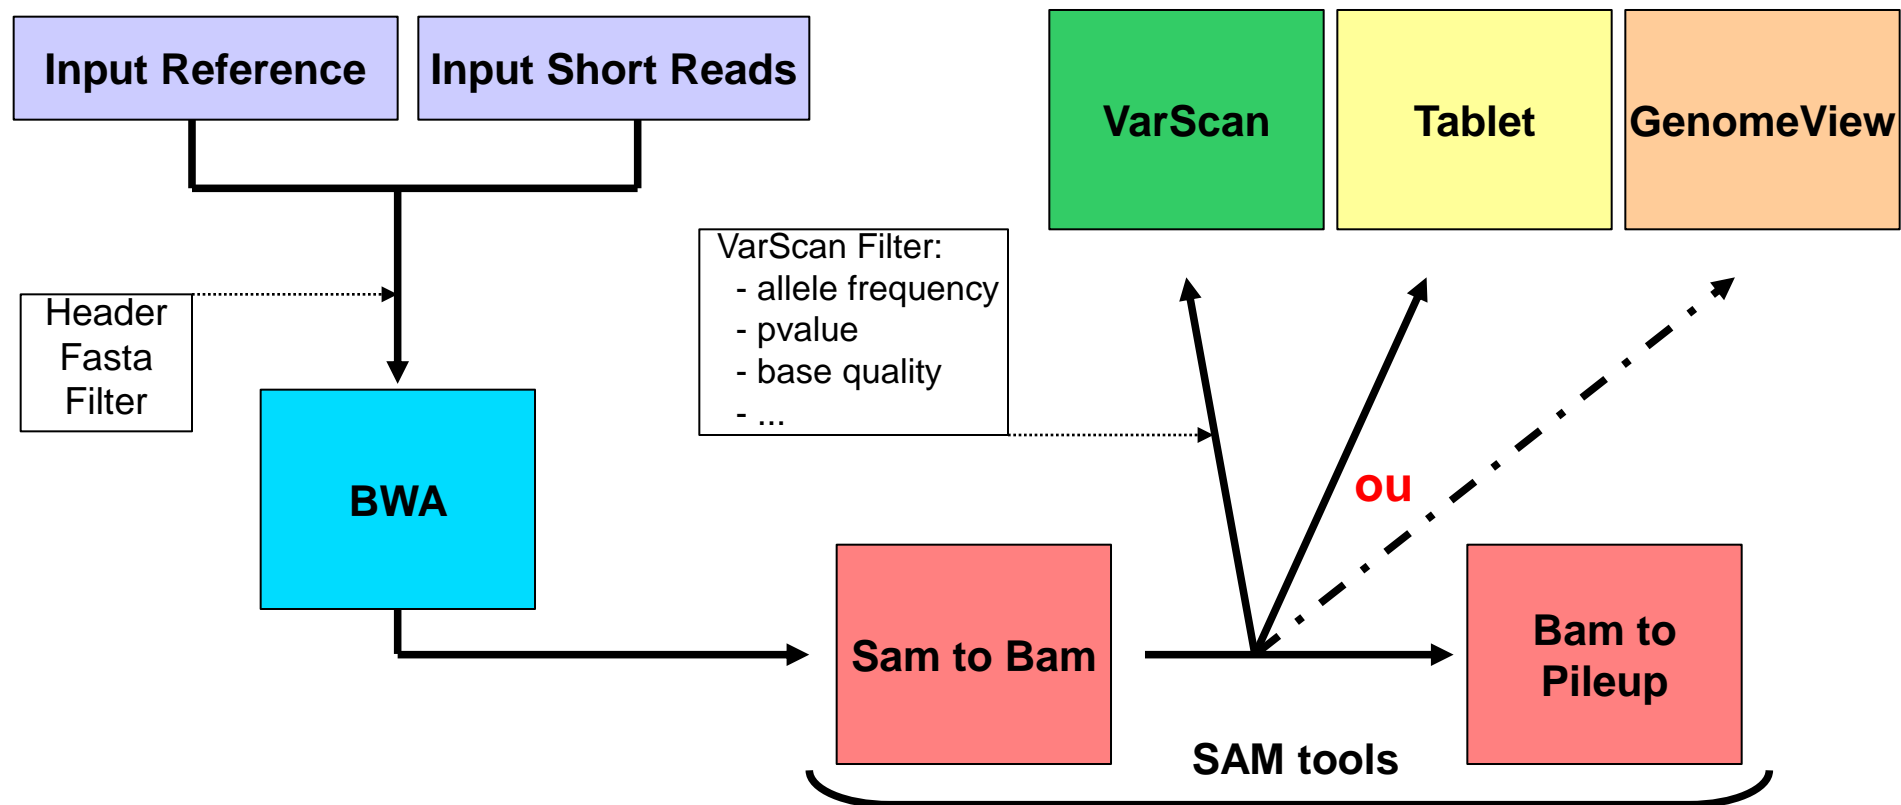 Input Reference
Input Short Reads
VarScan
Tablet
GenomeView
VarScan Filter:
- allele frequency
- pvalue
- base quality
- ...
Header
Fasta
Filter
BWA
ou
Sam to Bam
Bam to
Pileup
SAM tools